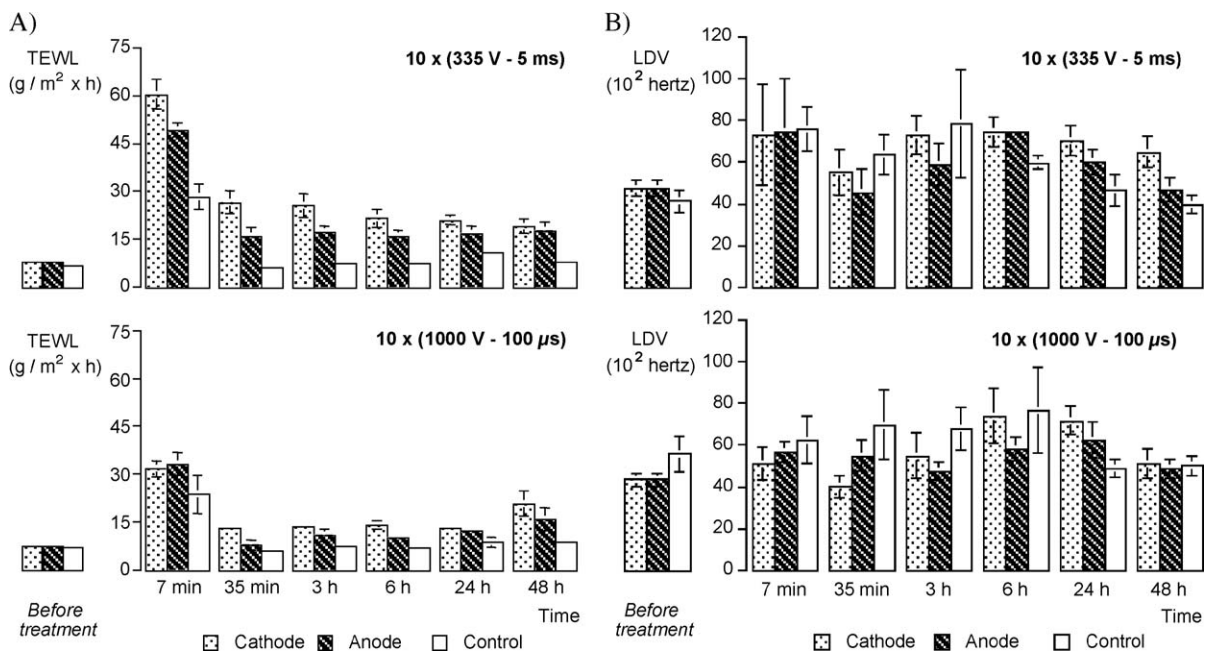 A)
TEWL
(g / m² x h)
10 x (335 V - 5 ms)
75
60
45
30
15
0
TEWL
(g / m² x h)
10 x (1000 V - 100 µs)
75
60
45
30
15
0
7 min 35 min 3 h 6 h 24 h 48 h
Before
treatment
Time
Cathode Anode Control
B)
LDV
(10² hertz)
10 x (335 V - 5 ms)
120
100
80
60
40
20
0
LDV
(10² hertz)
10 x (1000 V - 100 µs)
120
100
80
60
40
20
0
7 min 35 min 3 h 6 h 24 h 48 h
Before
treatment
Time
Cathode Anode Control